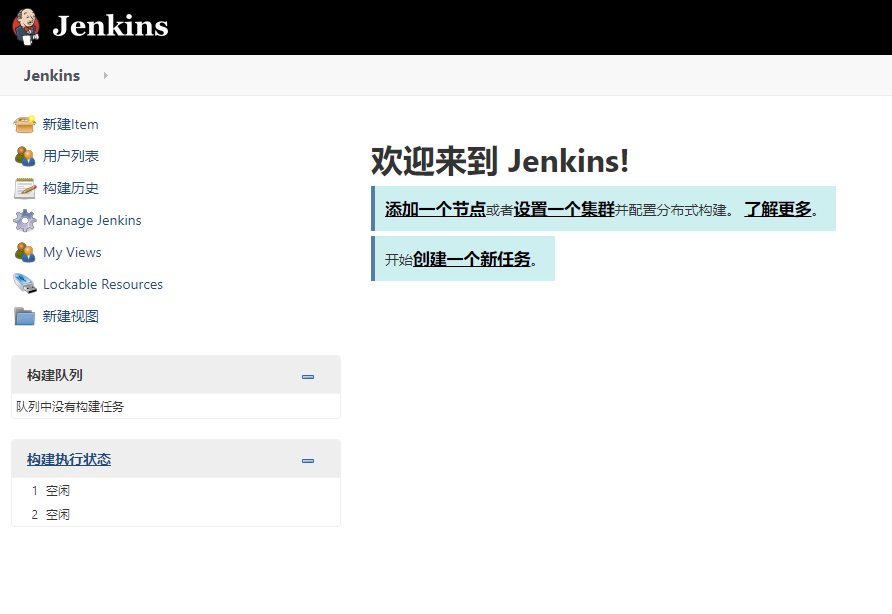 Jenkins
Jenkins
新建Item
用户列表
构建历史
Manage Jenkins
My Views
Lockable Resources
新建视图
构建队列
队列中没有构建任务
构建执行状态
1 空闲
2 空闲
欢迎来到 Jenkins!
添加一个节点或者设置一个集群并配置分布式构建。 了解更多。
开始创建一个新任务。